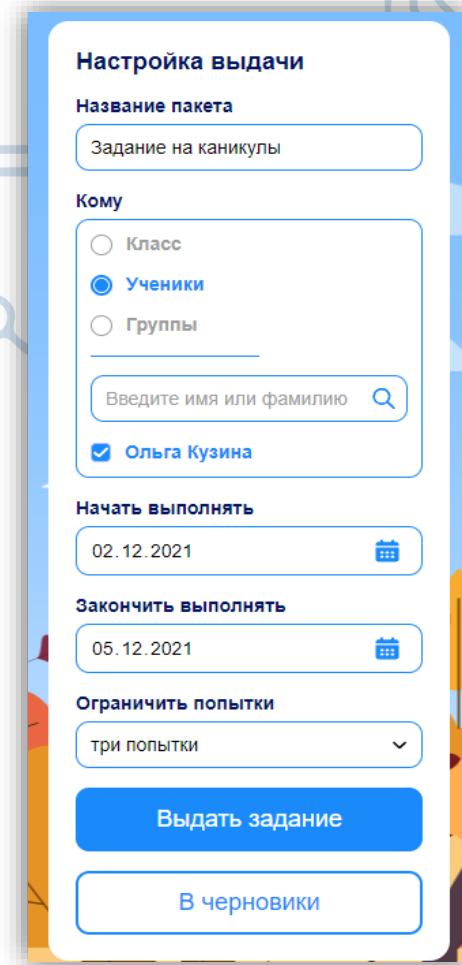 Настройка выдачи
Название пакета
Задание на каникулы
Кому
Класс
Ученики
Группы
Введите имя или фамилию
Ольга Кузина
Начать выполнять
02.12.2021
Закончить выполнять
05.12.2021
Ограничить попытки
три попытки
Выдать задание
В черновики